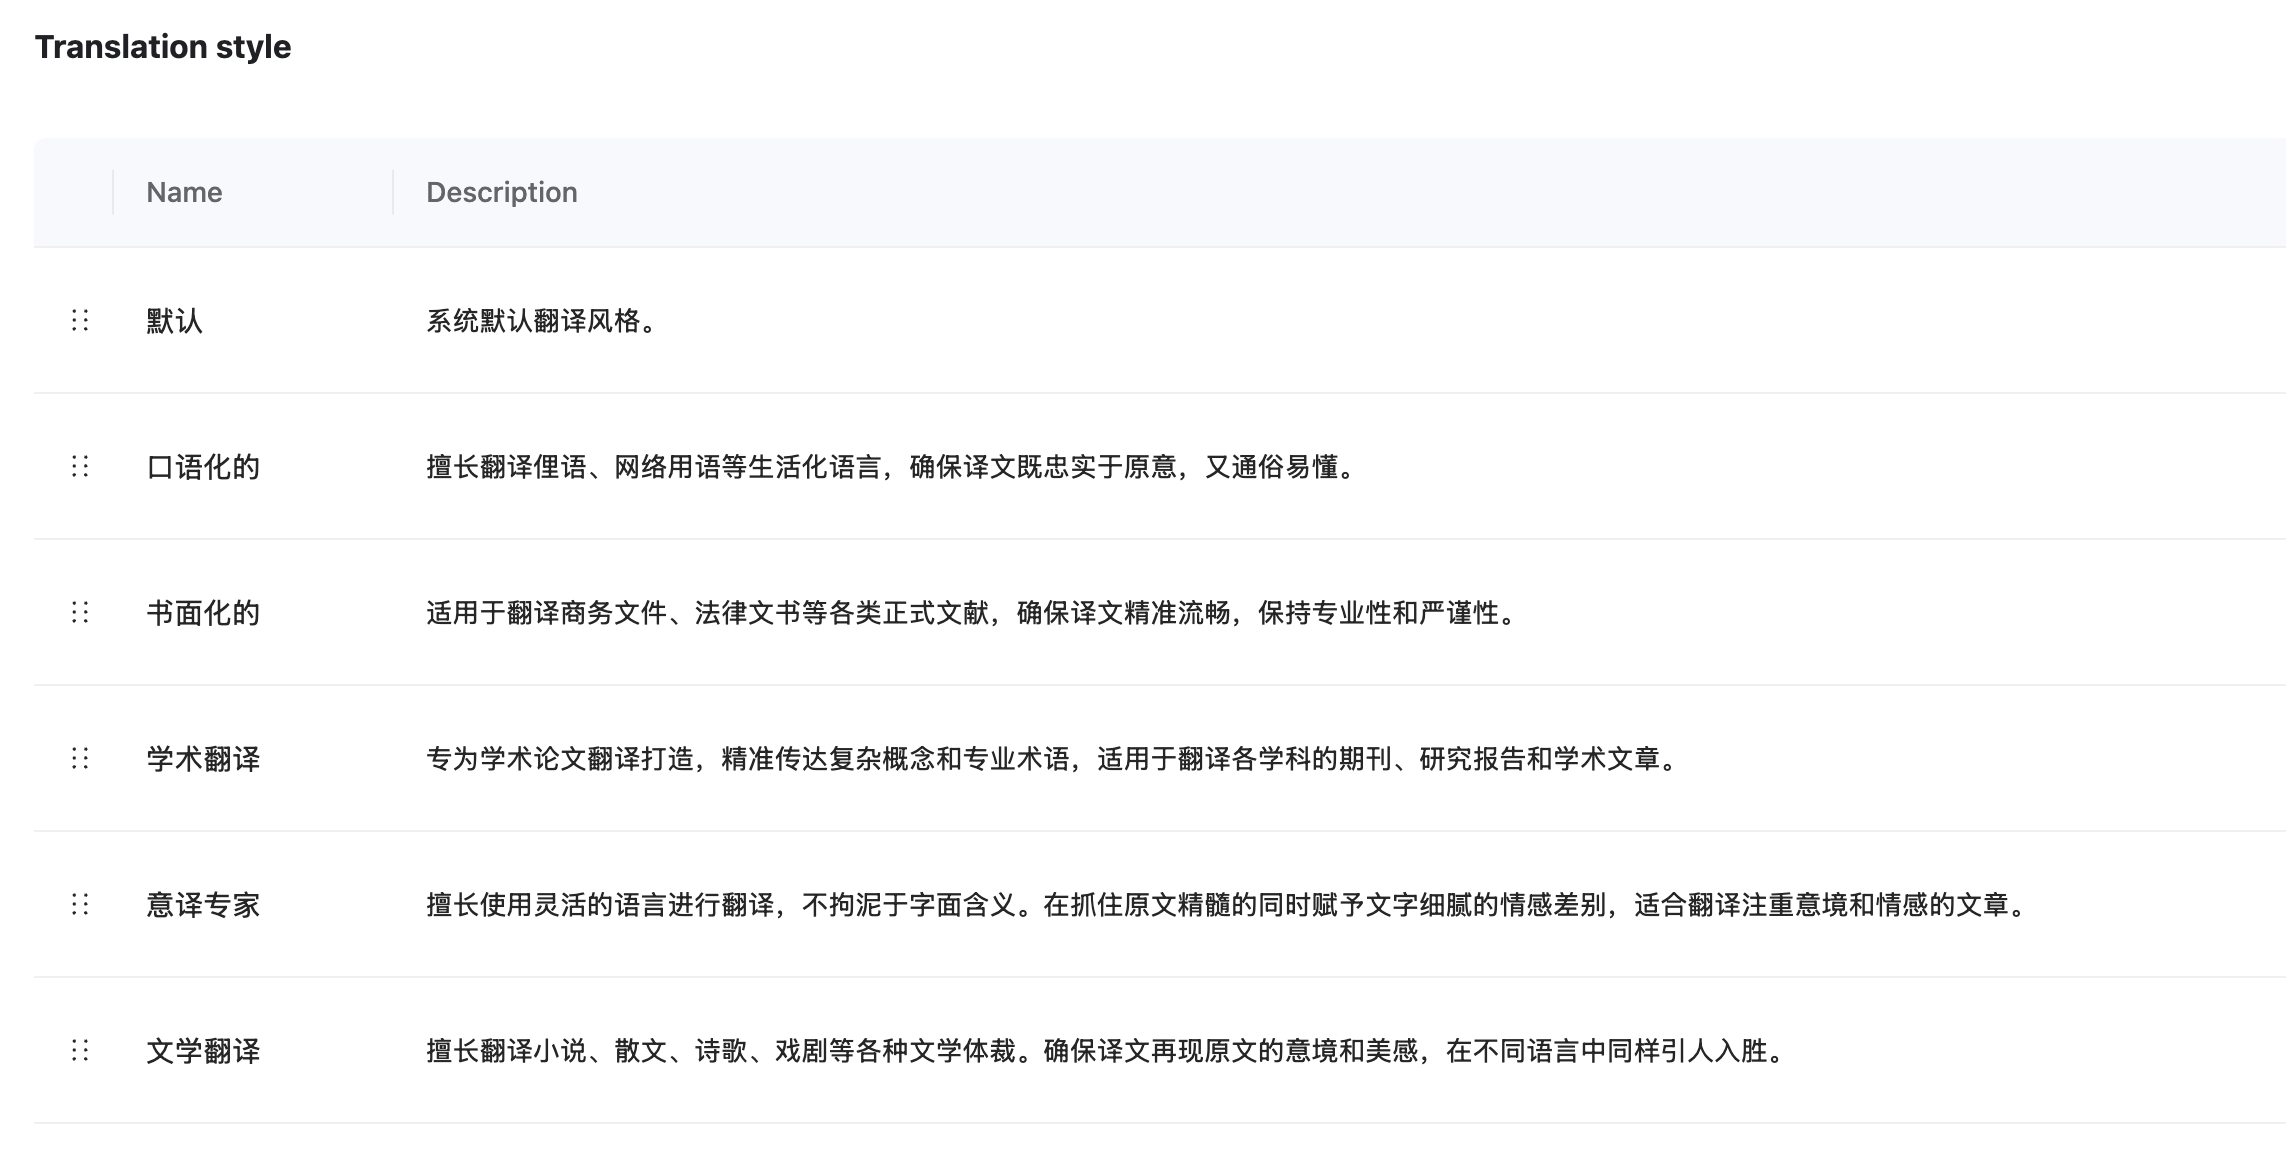 Translation style
Name Description
默认 系统默认翻译风格。
口语化的 擅长翻译俚语、网络用语等生活化语言，确保译文既忠实于原意，又通俗易懂。
书面化的 适用于翻译商务文件、法律文书等各类正式文献，确保译文精准流畅，保持专业性和严谨性。
学术翻译 专为学术论文翻译打造，精准传达复杂概念和专业术语，适用于翻译各学科的期刊、研究报告和学术文章。
意译专家 擅长使用灵活的语言进行翻译，不拘泥于字面含义。在抓住原文精髓的同时赋予文字细腻的情感差别，适合翻译注重意境和情感的文章。
文学翻译 擅长翻译小说、散文、诗歌、戏剧等各种文学体裁。确保译文再现原文的意境和美感，在不同语言中同样引人入胜。